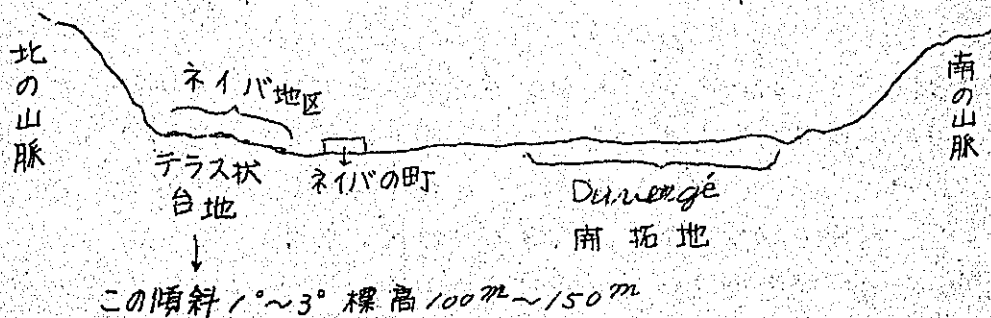 北の山脈
ネイバ地区
テラス状
台地
ネイバの町
Duvergé
開拓地
南の山脈
この傾斜 1°~3° 標高 100m~150m